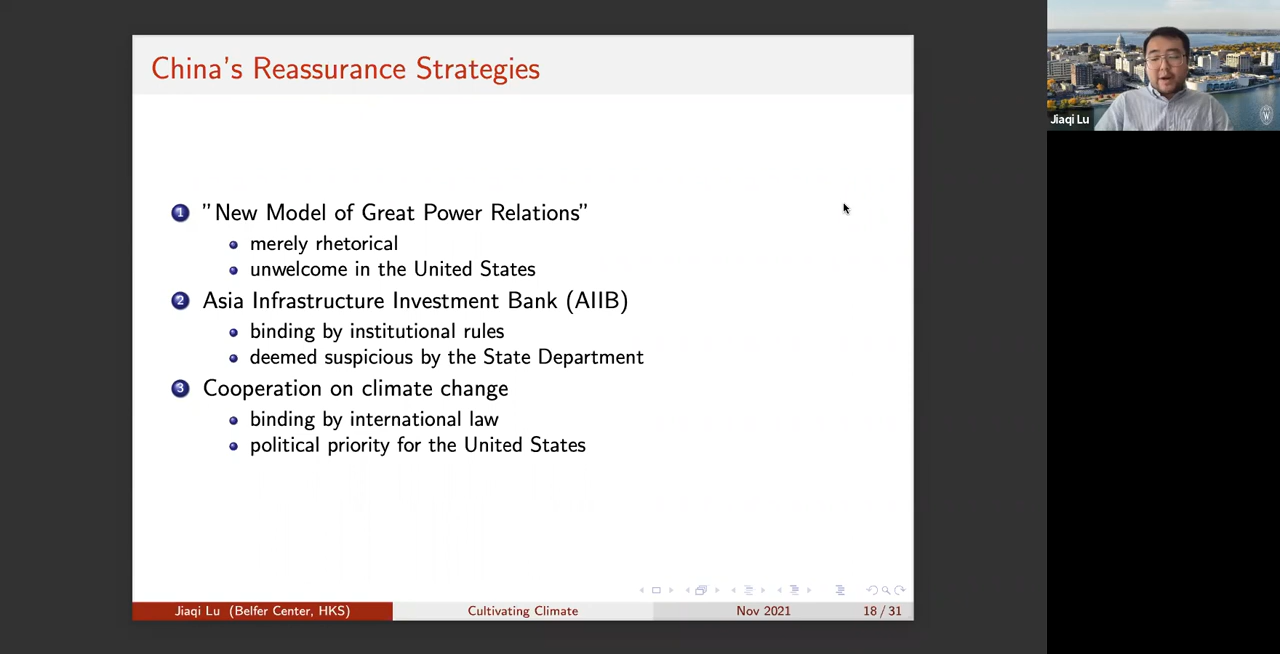 China's Reassurance Strategies
Jiaqi Lu
W
1 "New Model of Great Power Relations"
merely rhetorical
unwelcome in the United States
2 Asia Infrastructure Investment Bank (AIIB)
binding by institutional rules
deemed suspicious by the State Department
3 Cooperation on climate change
binding by international law
political priority for the United States
Jiaqi Lu (Belfer Center, HKS)
Cultivating Climate
Nov 2021
18 / 31